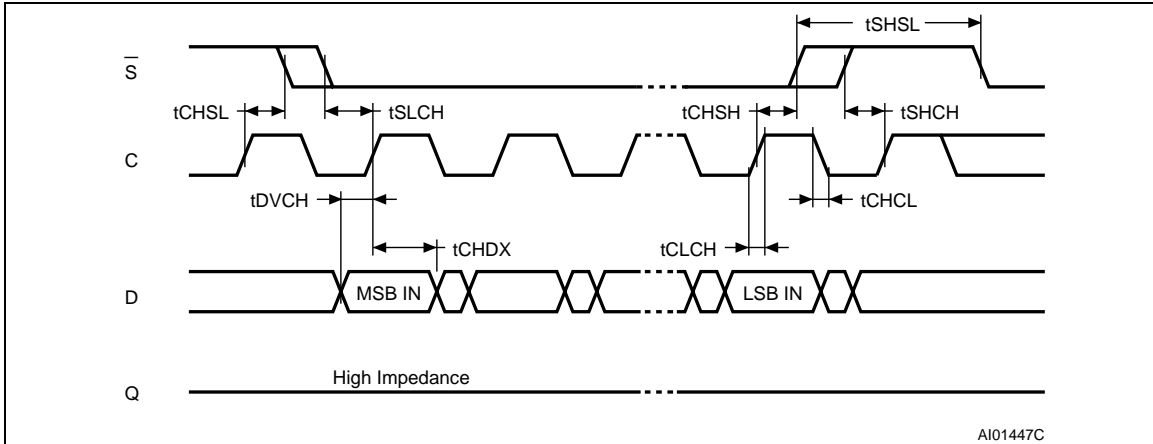 tSHSL
S
tCHSL
tSLCH
tCHSH
tSHCH
C
tDVCH
tCHCL
tCHDX
tCLCH
D
MSB IN
LSB IN
High Impedance
Q
AI01447C